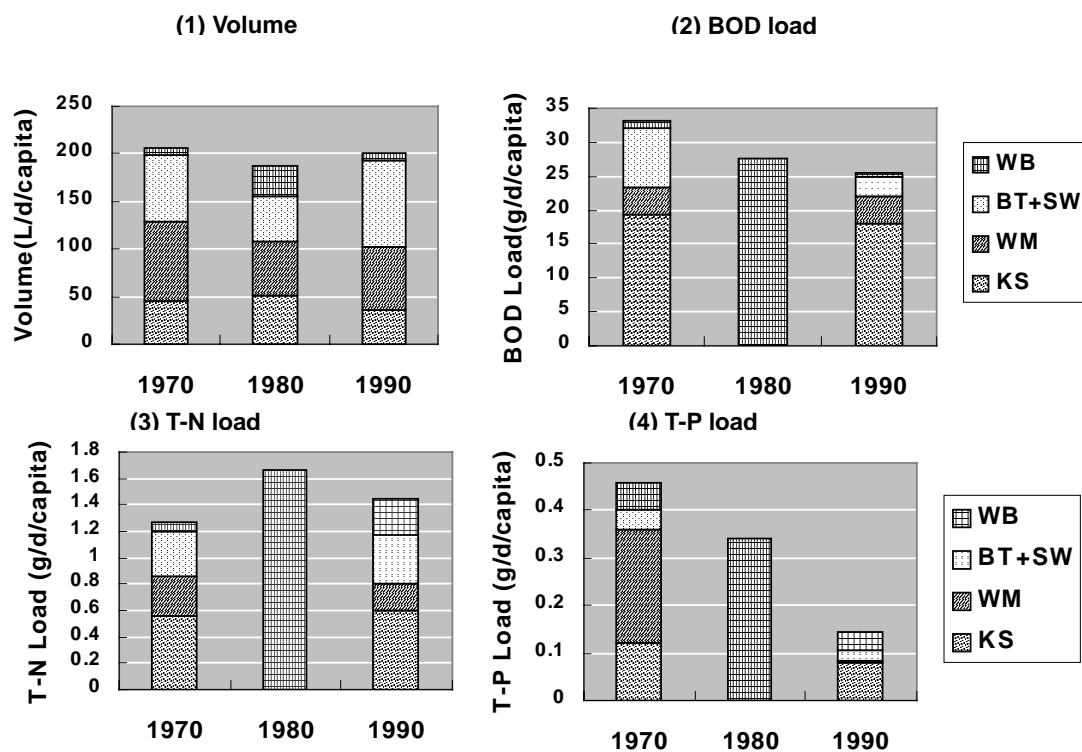 (1) Volume
(2) BOD load
Volume(L/d/capita)
250
200
150
100
50
0
1970 1980 1990
BOD Load(g/d/capita)
35
30
25
20
15
10
5
0
1970 1980 1990
WB
BT+SW
WM
KS
(3) T-N load
(4) T-P load
T-N Load (g/d/capita)
1.8
1.6
1.4
1.2
1
0.8
0.6
0.4
0.2
0
1970 1980 1990
T-P Load (g/d/capita)
0.5
0.4
0.3
0.2
0.1
0
1970 1980 1990
WB
BT+SW
WM
KS